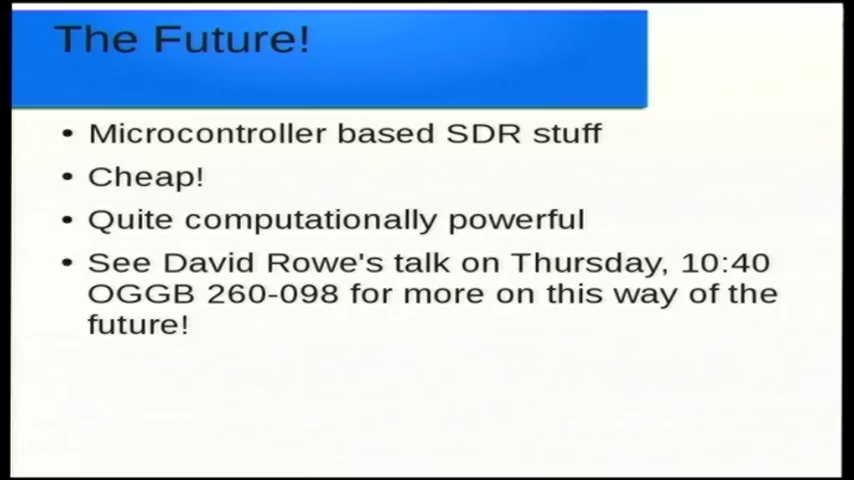 The Future!
• Microcontroller based SDR stuff
• Cheap!
• Quite computationally powerful
• See David Rowe's talk on Thursday, 10:40
OGGB 260-098 for more on this way of the
future!